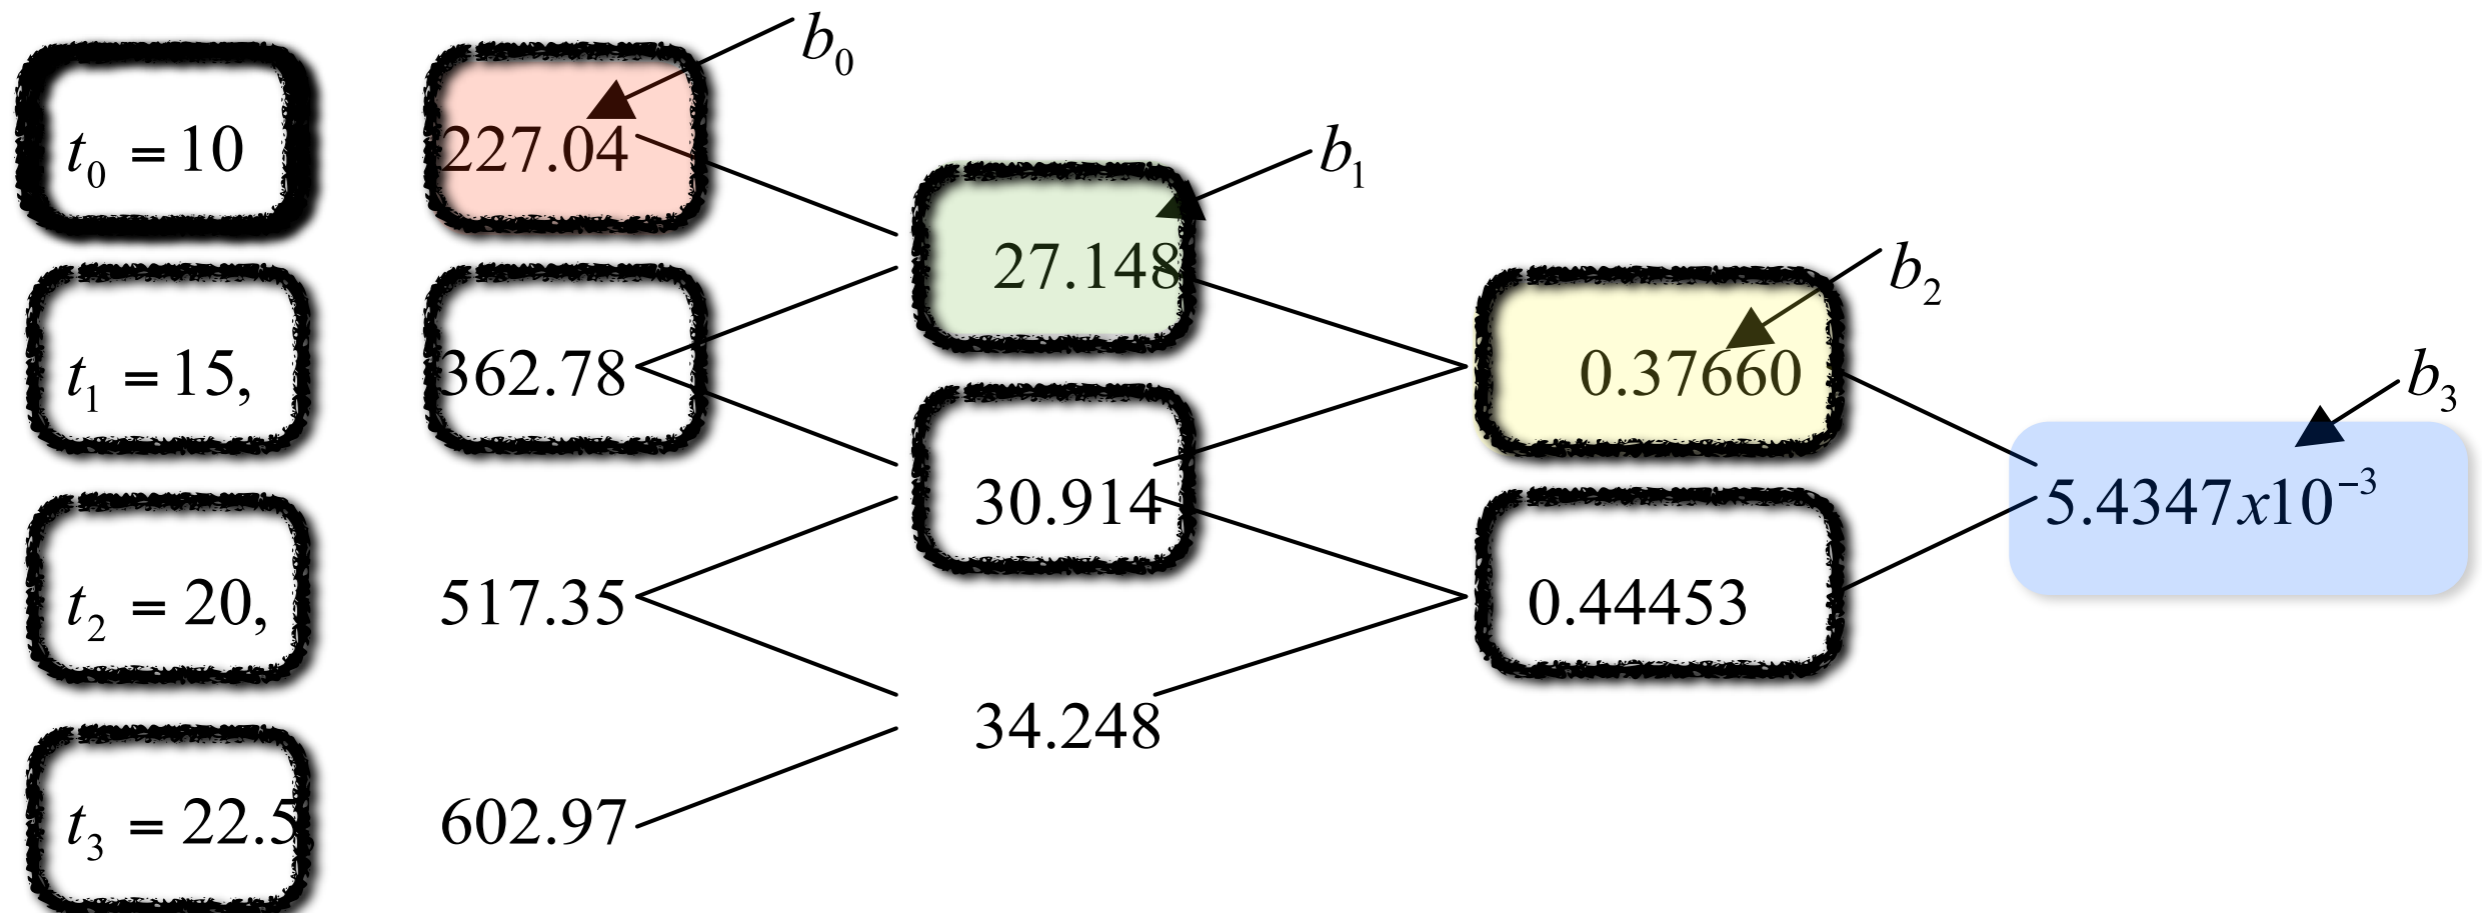 b₀
t₀ = 10 227.04
b₁
27.148
b₂
t₁ = 15, 362.78 0.37660
b₃
30.914 5.4347x10⁻³
t₂ = 20, 517.35 0.44453
34.248
t₃ = 22.5 602.97